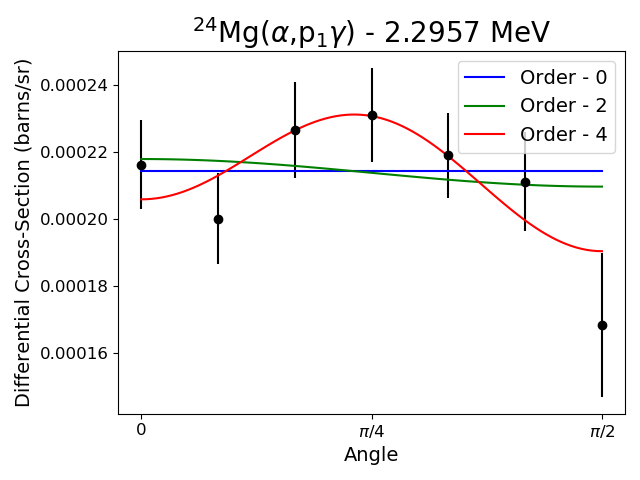 ²⁴Mg(α,p₁γ) - 2.2957 MeV
Differential Cross-Section (barns/sr)
0.00024
0.00022
0.00020
0.00018
0.00016
Order - 0
Order - 2
Order - 4
0
π/4
π/2
Angle